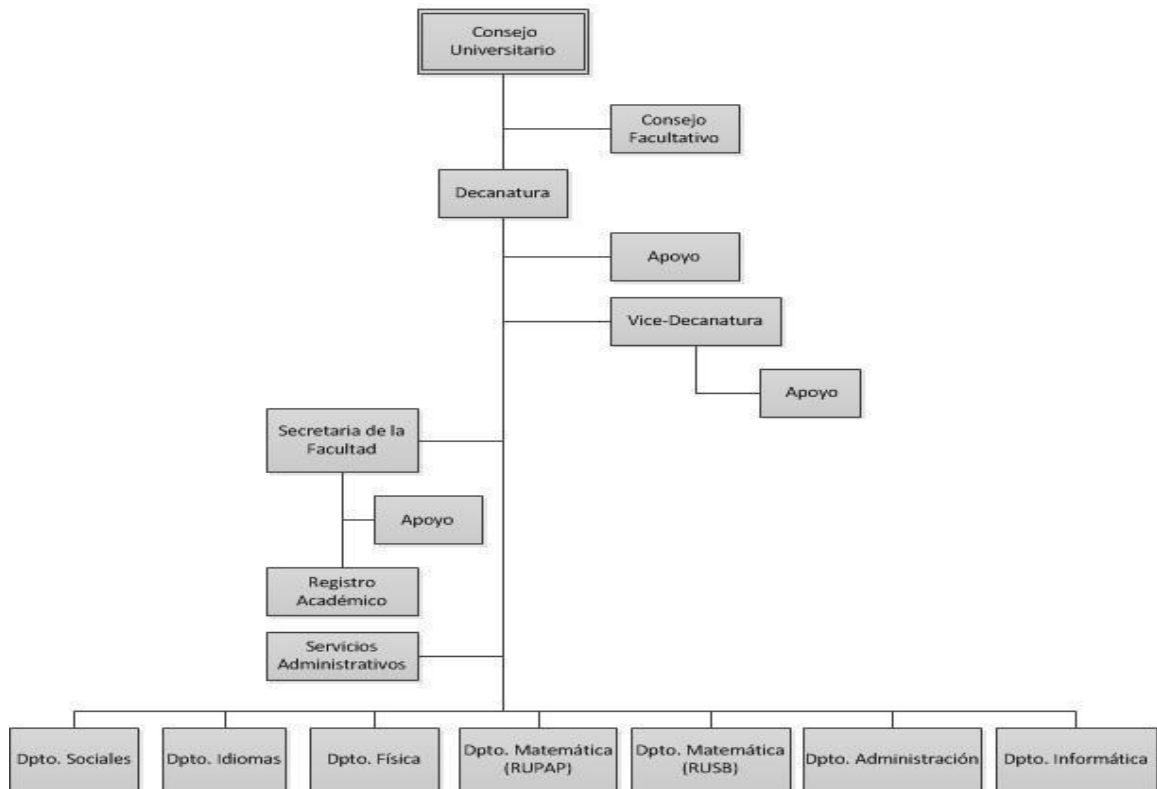 Consejo
Universitario
Consejo
Facultativo
Decanatura
Apoyo
Vice-Decanatura
Apoyo
Secretaria de la
Facultad
Apoyo
Registro
Académico
Servicios
Administrativos
Dpto. Sociales
Dpto. Idiomas
Dpto. Física
Dpto. Matemática
(RUPAP)
Dpto. Matemática
(RUSB)
Dpto. Administración
Dpto. Informática